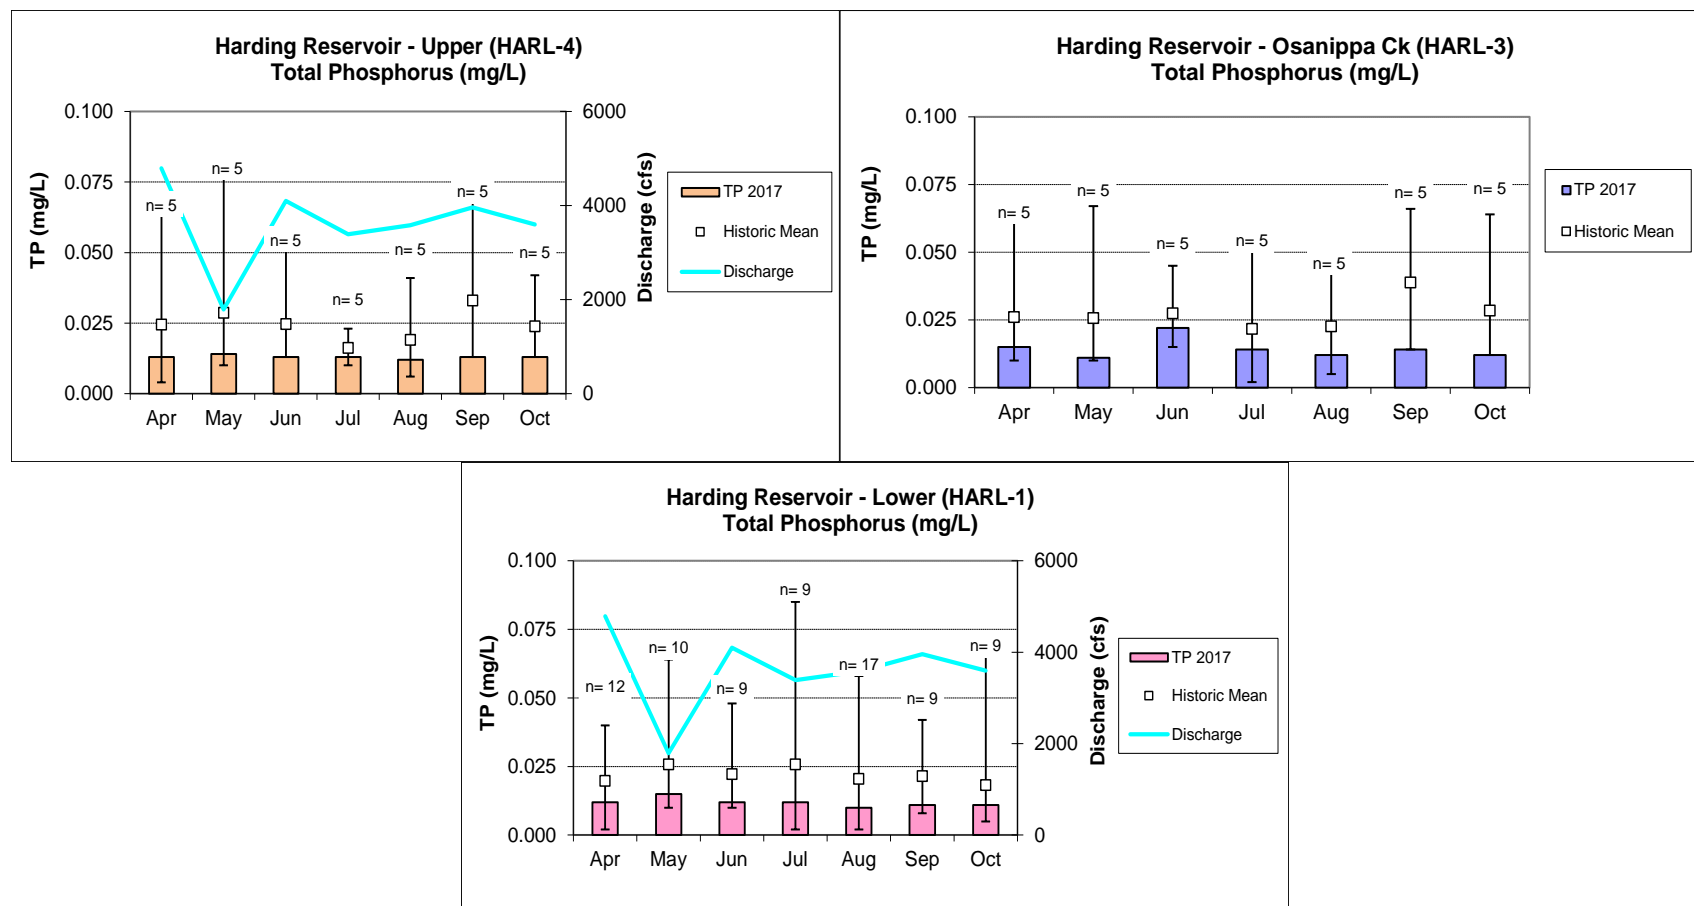 Harding Reservoir - Upper (HARL-4)
Total Phosphorus (mg/L)
TP (mg/L)
0.100
0.075
0.050
0.025
0.000
n= 5
n= 5
n= 5
n= 5
n= 5
n= 5
n= 5
6000
4000
2000
0
Discharge (cfs)
Apr May Jun Jul Aug Sep Oct
TP 2017
Historic Mean
Discharge
Harding Reservoir - Osanippa Ck (HARL-3)
Total Phosphorus (mg/L)
TP (mg/L)
0.100
0.075
0.050
0.025
0.000
n= 5
n= 5
n= 5
n= 5
n= 5
n= 5
n= 5
Apr May Jun Jul Aug Sep Oct
TP 2017
Historic Mean
Harding Reservoir - Lower (HARL-1)
Total Phosphorus (mg/L)
TP (mg/L)
0.100
0.075
0.050
0.025
0.000
n= 12
n= 10
n= 9
n= 9
n= 17
n= 9
n= 9
6000
4000
2000
0
Discharge (cfs)
Apr May Jun Jul Aug Sep Oct
TP 2017
Historic Mean
Discharge